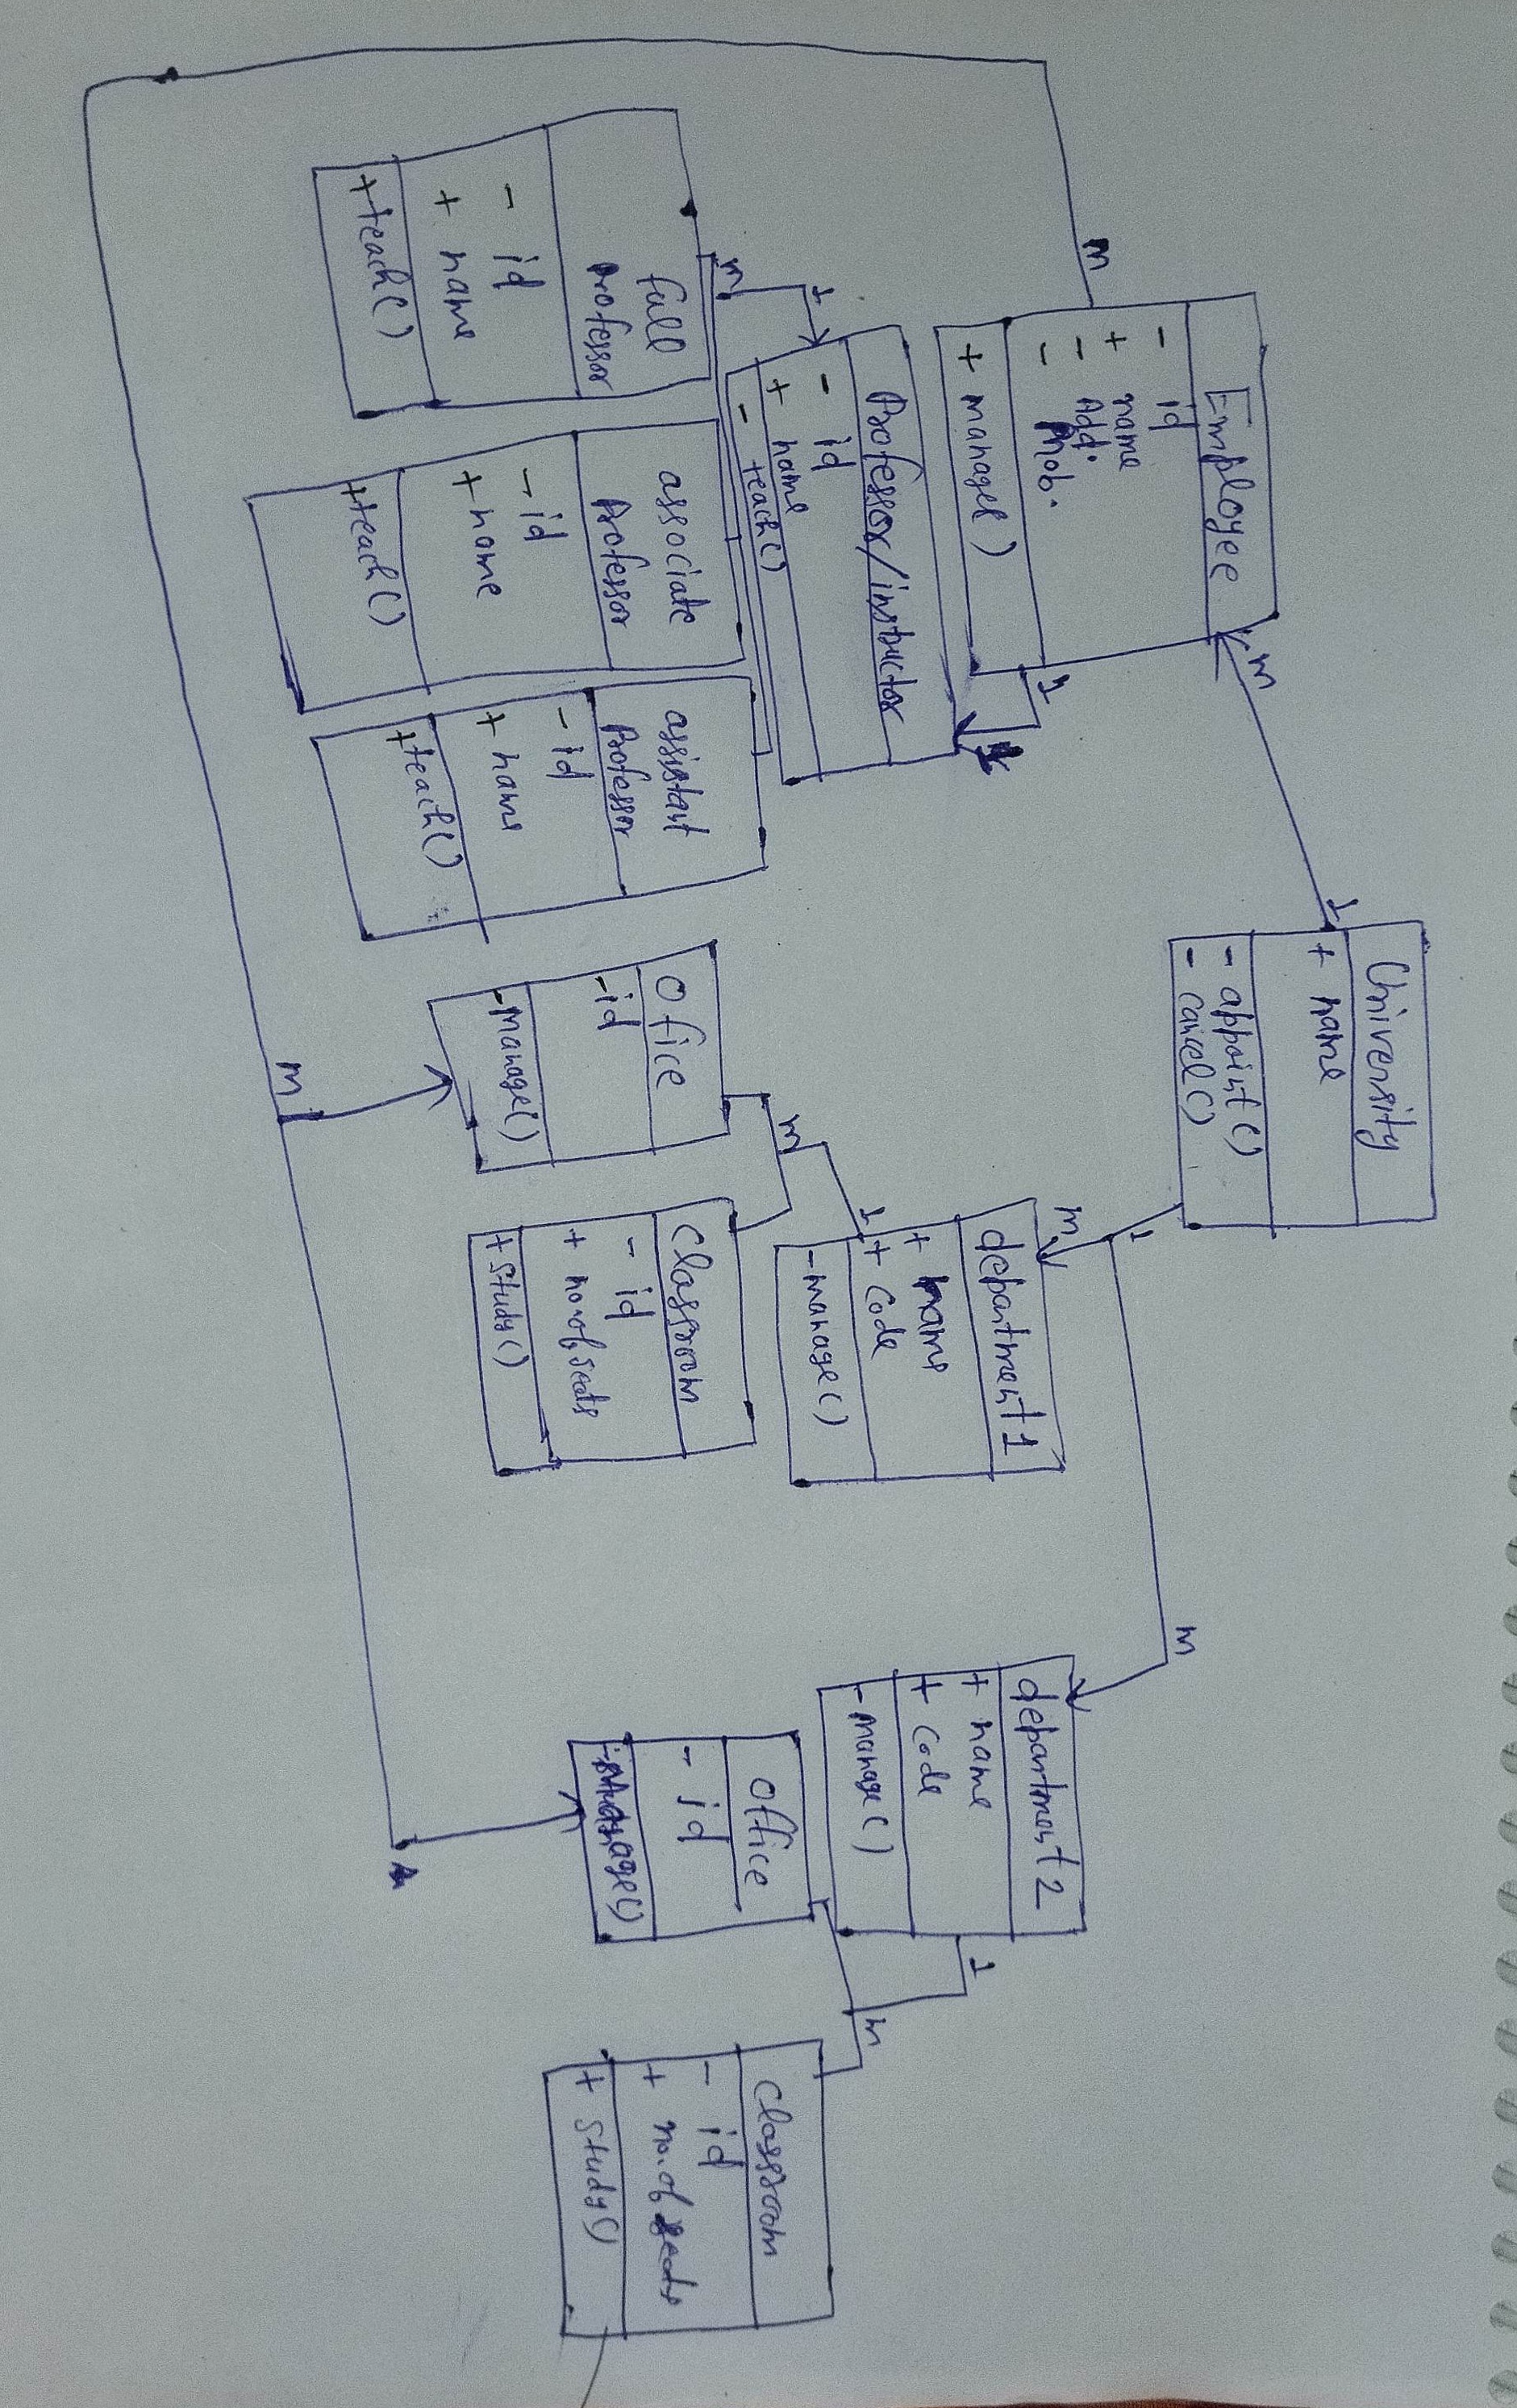 University
+ name
- appoint()
- cancel()
1
1
m
m
m
m
Employee
- id
+ name
- Add.
- Mob.
+ manage()
1
Professor/instructor
- id
+ name
- teach()
1
m
full
Professor
- id
+ name
+teach()
associate
Professor
- id
+ name
+teach()
assistant
Professor
- id
+ name
+teach()
department 1
+ name
+ code
- manage()
1
m
Office
- id
- manage()
m
Classroom
- id
+ no.of seats
+ study()
department 2
+ name
+ code
- manage()
1
m
office
- id
- Manage()
Classroom
- id
+ no.of seats
+ study()